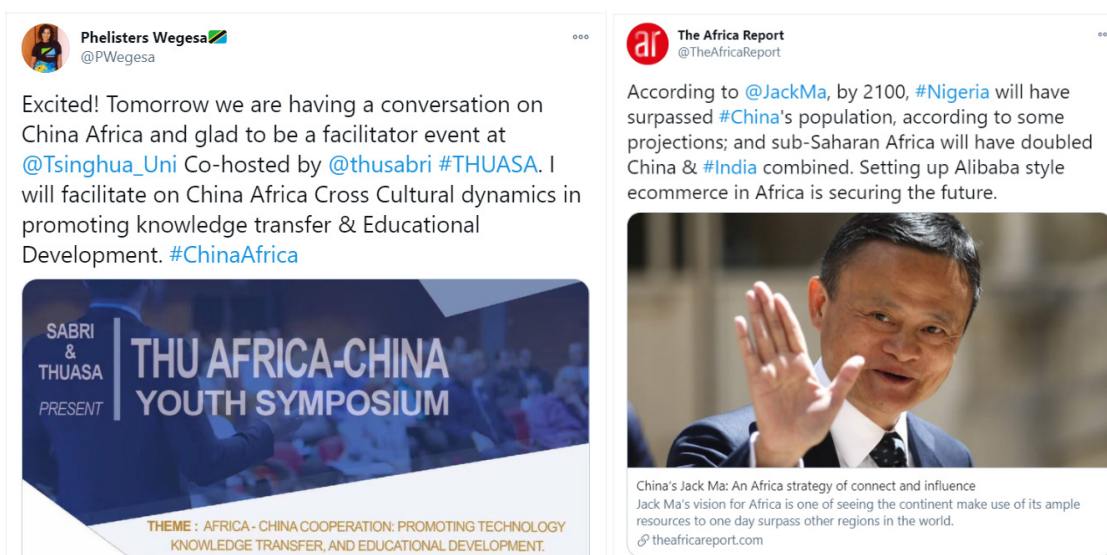 Phelisters Wegesa🇹🇿
@PWegesa
Excited! Tomorrow we are having a conversation on
China Africa and glad to be a facilitator event at
@Tsinghua_Uni Co-hosted by @thusabri #THUASA. I
will facilitate on China Africa Cross Cultural dynamics in
promoting knowledge transfer & Educational
Development. #ChinaAfrica
SABRI
&
THUASA
PRESENT
THU AFRICA-CHINA
YOUTH SYMPOSIUM
THEME : AFRICA - CHINA COOPERATION: PROMOTING TECHNOLOGY
KNOWLEDGE TRANSFER, AND EDUCATIONAL DEVELOPMENT.
ar
The Africa Report
@TheAfricaReport
According to @JackMa, by 2100, #Nigeria will have
surpassed #China's population, according to some
projections; and sub-Saharan Africa will have doubled
China & #India combined. Setting up Alibaba style
ecommerce in Africa is securing the future.
China's Jack Ma: An Africa strategy of connect and influence
Jack Ma's vision for Africa is one of seeing the continent make use of its ample
resources to one day surpass other regions in the world.
theafricareport.com